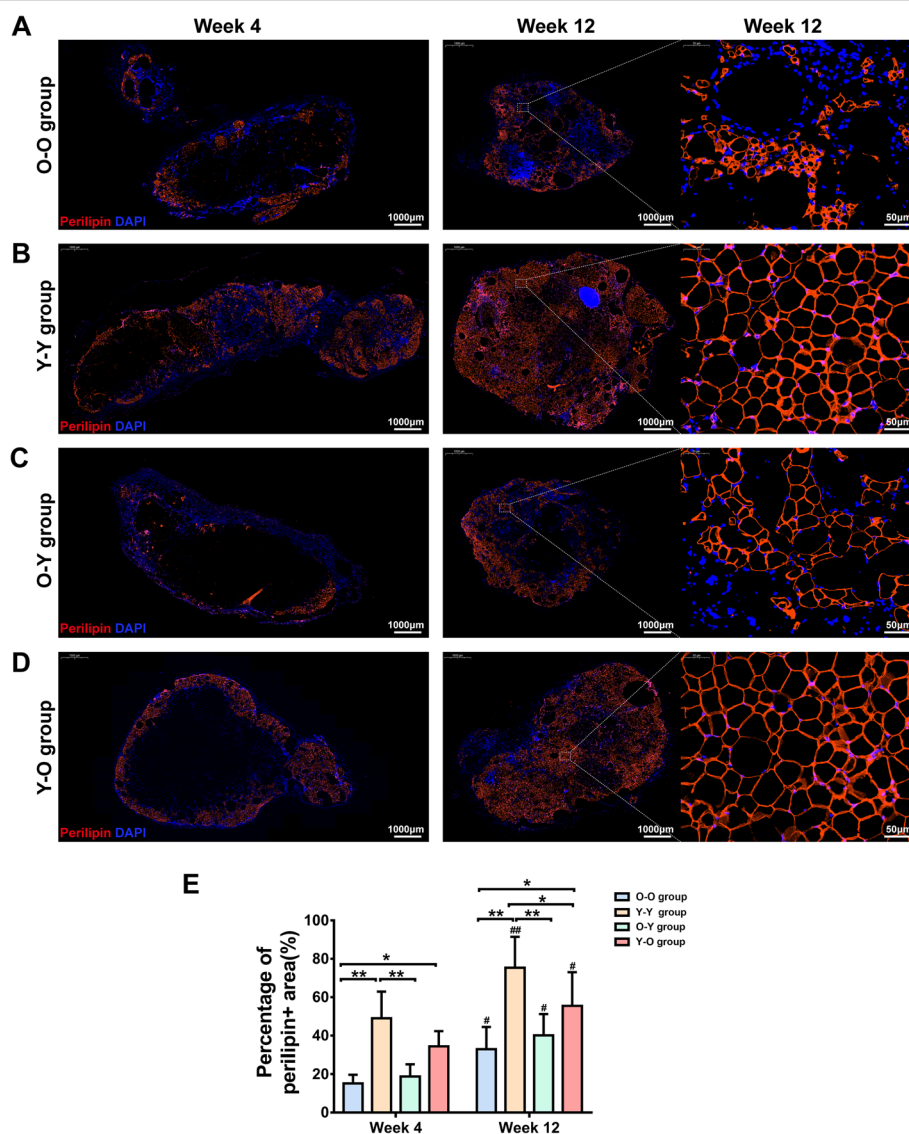 Week 4 Week 12 Week 12
A
O-O group
Perilipin DAPI
1000μm
1000μm
50μm
B
Y-Y group
Perilipin DAPI
1000μm
1000μm
50μm
C
O-Y group
Perilipin DAPI
1000μm
1000μm
50μm
D
Y-O group
Perilipin DAPI
1000μm
1000μm
50μm
E
Percentage of
perilipin+ area(%)
100
80
60
40
20
0
*
** **
*
*
** **
##
# # #
Week 4 Week 12
O-O group
Y-Y group
O-Y group
Y-O group